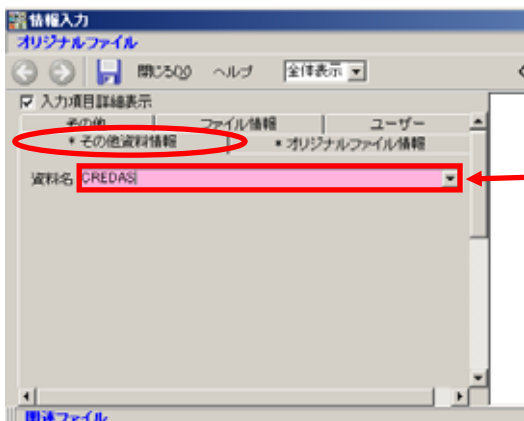 情報入力
オリジナルファイル
閉じる(X) ヘルプ 全体表示
入力項目詳細表示
その他 ファイル情報 ユーザー
* その他資料情報 * オリジナルファイル情報
資料名 CREDAS
関連ファイル